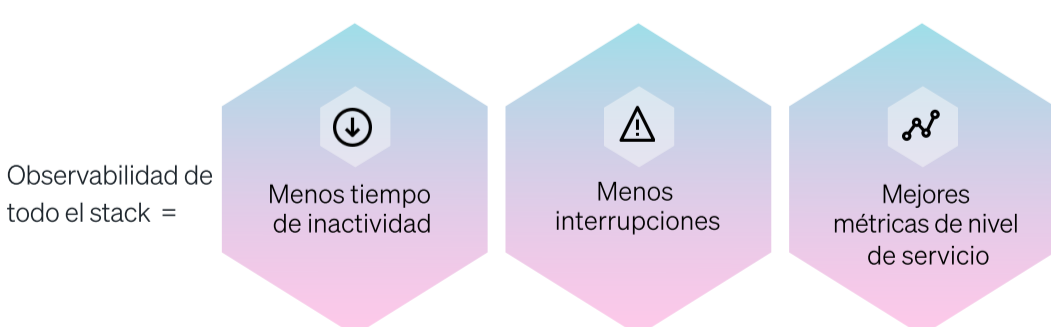 Observabilidad de
todo el stack =
Menos tiempo
de inactividad
Menos
interrupciones
Mejores
métricas de nivel
de servicio